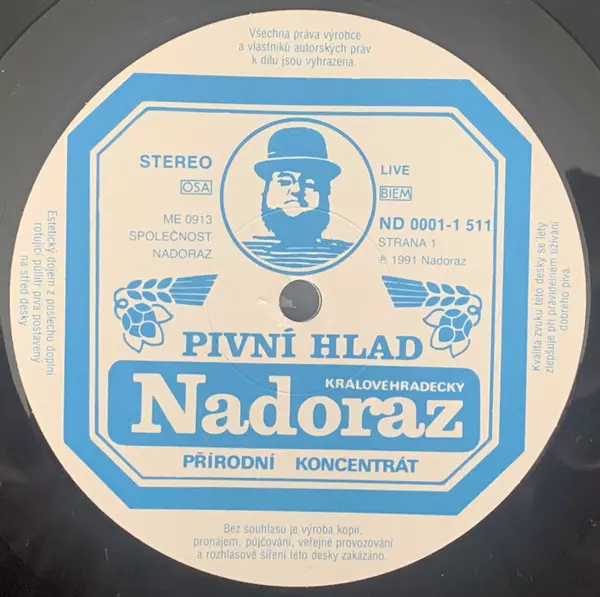 Všechna práva výrobce
a vlastníků autorských práv
k dílu jsou vyhrazena.
STEREO
OSA
ME 0913
SPOLEČNOST
NADORAZ
LIVE
BIEM
ND 0001-1 511
STRANA 1
℗ 1991 Nadoraz
Estetický dojem z poslechu doplní
rotující půllitr piva postavený
na střed desky
Kvalita zvuku této desky se léty
zlepšuje při pravidelném užívání
dobrého piva
PIVNÍ HLAD
KRÁLOVÉHRADECKÝ
Nadoraz
PŘÍRODNÍ KONCENTRÁT
Bez souhlasu je výroba kopií,
pronájem, půjčování, veřejné provozování
a rozhlasové šíření této desky zakázáno.